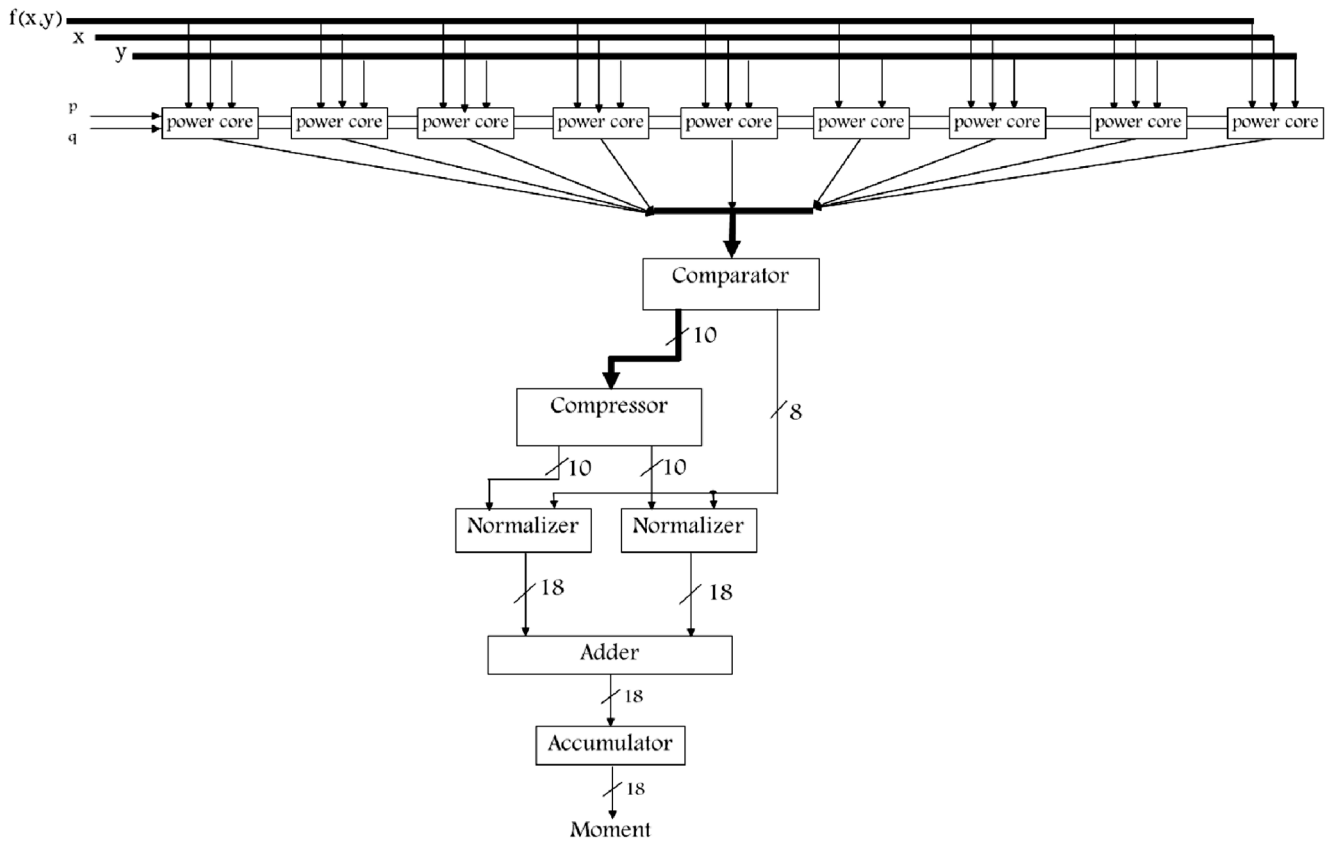 f(x,y)
x
y
p
q
power core power core power core power core power core power core power core power core power core
Comparator
10
Compressor
8
10 10
Normalizer Normalizer
18 18
Adder
18
Accumulator
18
Moment